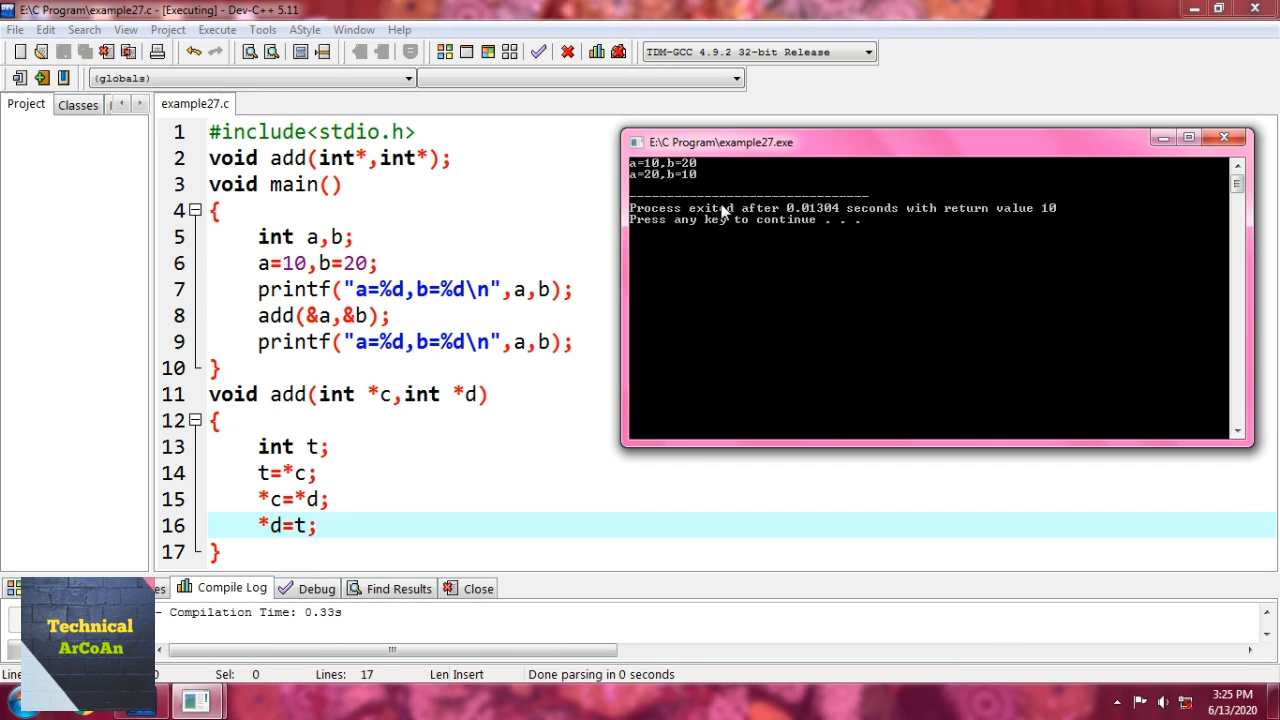 E:\C Program\example27.c - [Executing] - Dev-C++ 5.11
File Edit Search View Project Execute Tools AStyle Window Help
TDM-GCC 4.9.2 32-bit Release
(globals)
Project Classes
example27.c
1 #include<stdio.h>
2 void add(int*,int*);
3 void main()
4 {
5 int a,b;
6 a=10,b=20;
7 printf("a=%d,b=%d\n",a,b);
8 add(&a,&b);
9 printf("a=%d,b=%d\n",a,b);
10 }
11 void add(int *c,int *d)
12 {
13 int t;
14 t=*c;
15 *c=*d;
16 *d=t;
17 }
E:\C Program\example27.exe
a=10,b=20
a=20,b=10
--------------------------------
Process exited after 0.01304 seconds with return value 10
Press any key to continue . . .
Compile Log Debug Find Results Close
- Compilation Time: 0.33s
Technical
ArCoAn
Sel: 0 Lines: 17 Len Insert Done parsing in 0 seconds
3:25 PM
6/13/2020